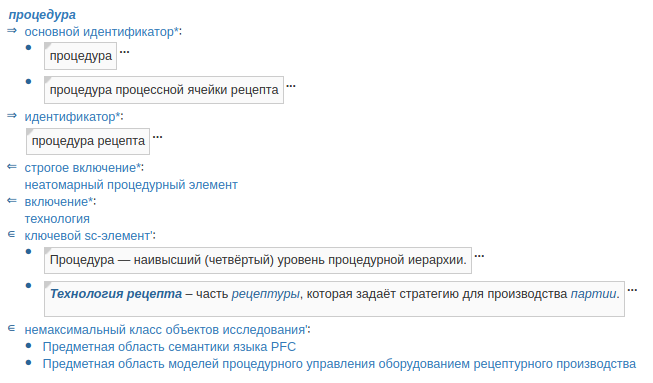 процедура
⇒ основной идентификатор*:
• процедура ...
• процедура процессной ячейки рецепта ...
⇒ идентификатор*:
процедура рецепта ...
⇐ строгое включение*:
неатомарный процедурный элемент
⇐ включение*:
технология
∈ ключевой sc-элемент':
• Процедура — наивысший (четвёртый) уровень процедурной иерархии. ...
• Технология рецепта – часть рецептуры, которая задаёт стратегию для производства партии. ...
∈ немаксимальный класс объектов исследования':
• Предметная область семантики языка PFC
• Предметная область моделей процедурного управления оборудованием рецептурного производства